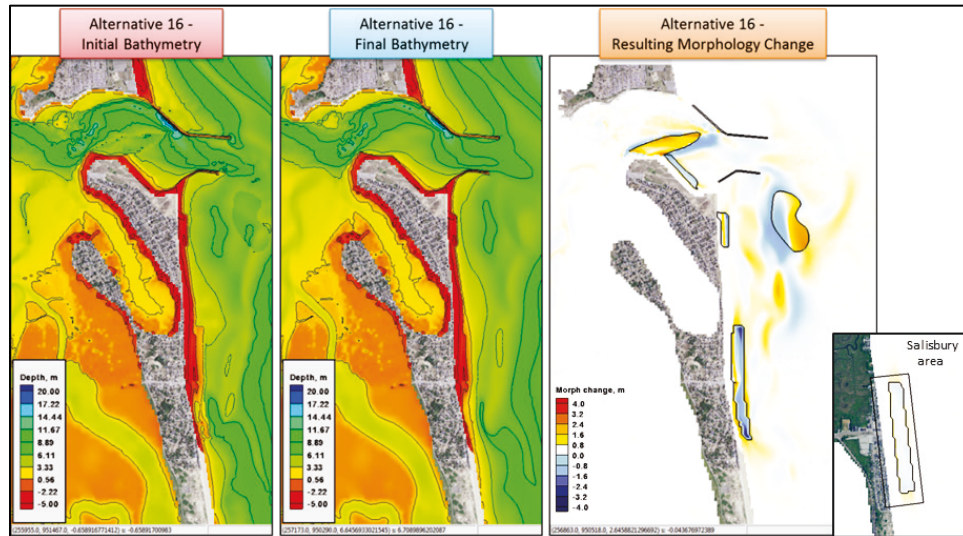 Alternative 16 -
Initial Bathymetry
Alternative 16 -
Final Bathymetry
Alternative 16 -
Resulting Morphology Change
Depth, m
20.00
17.22
14.44
11.67
8.89
6.11
3.33
0.56
-2.22
-5.00
Depth, m
20.00
17.22
14.44
11.67
8.89
6.11
3.33
0.56
-2.22
-5.00
Morph change, m
4.0
3.2
2.4
1.6
0.8
0.0
-0.8
-1.6
-2.4
-3.2
-4.0
Salisbury
area